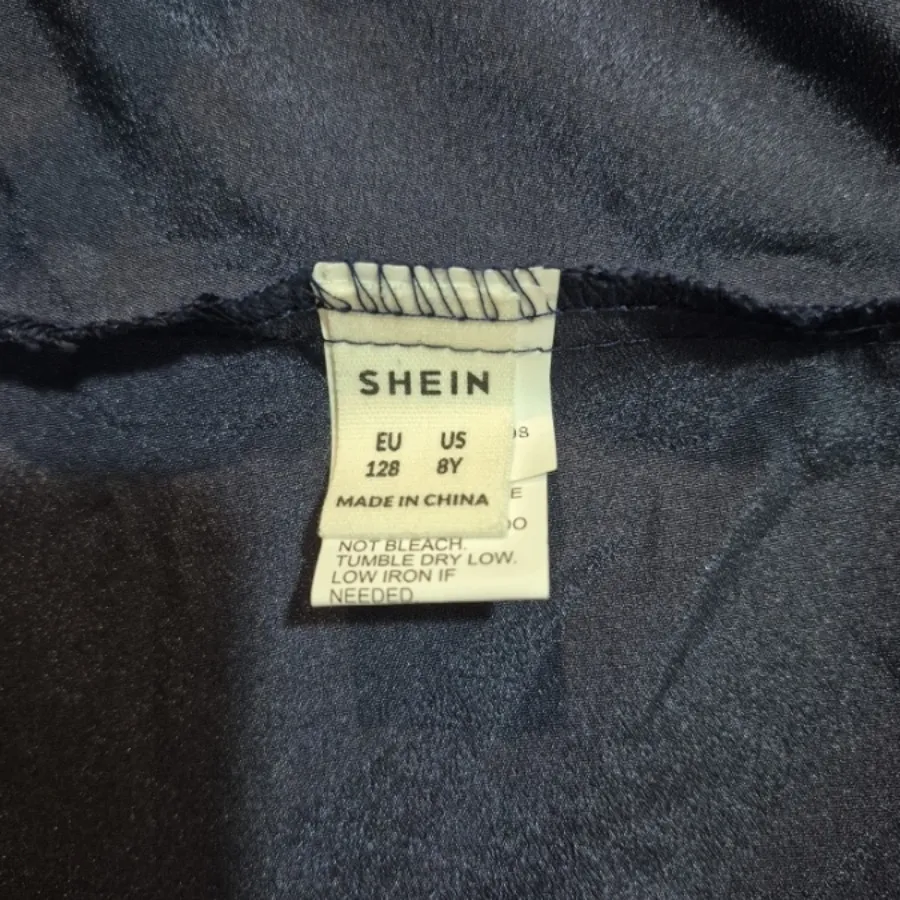 SHEIN
EU US
128 8Y
MADE IN CHINA
NOT BLEACH.
TUMBLE DRY LOW.
LOW IRON IF
NEEDED